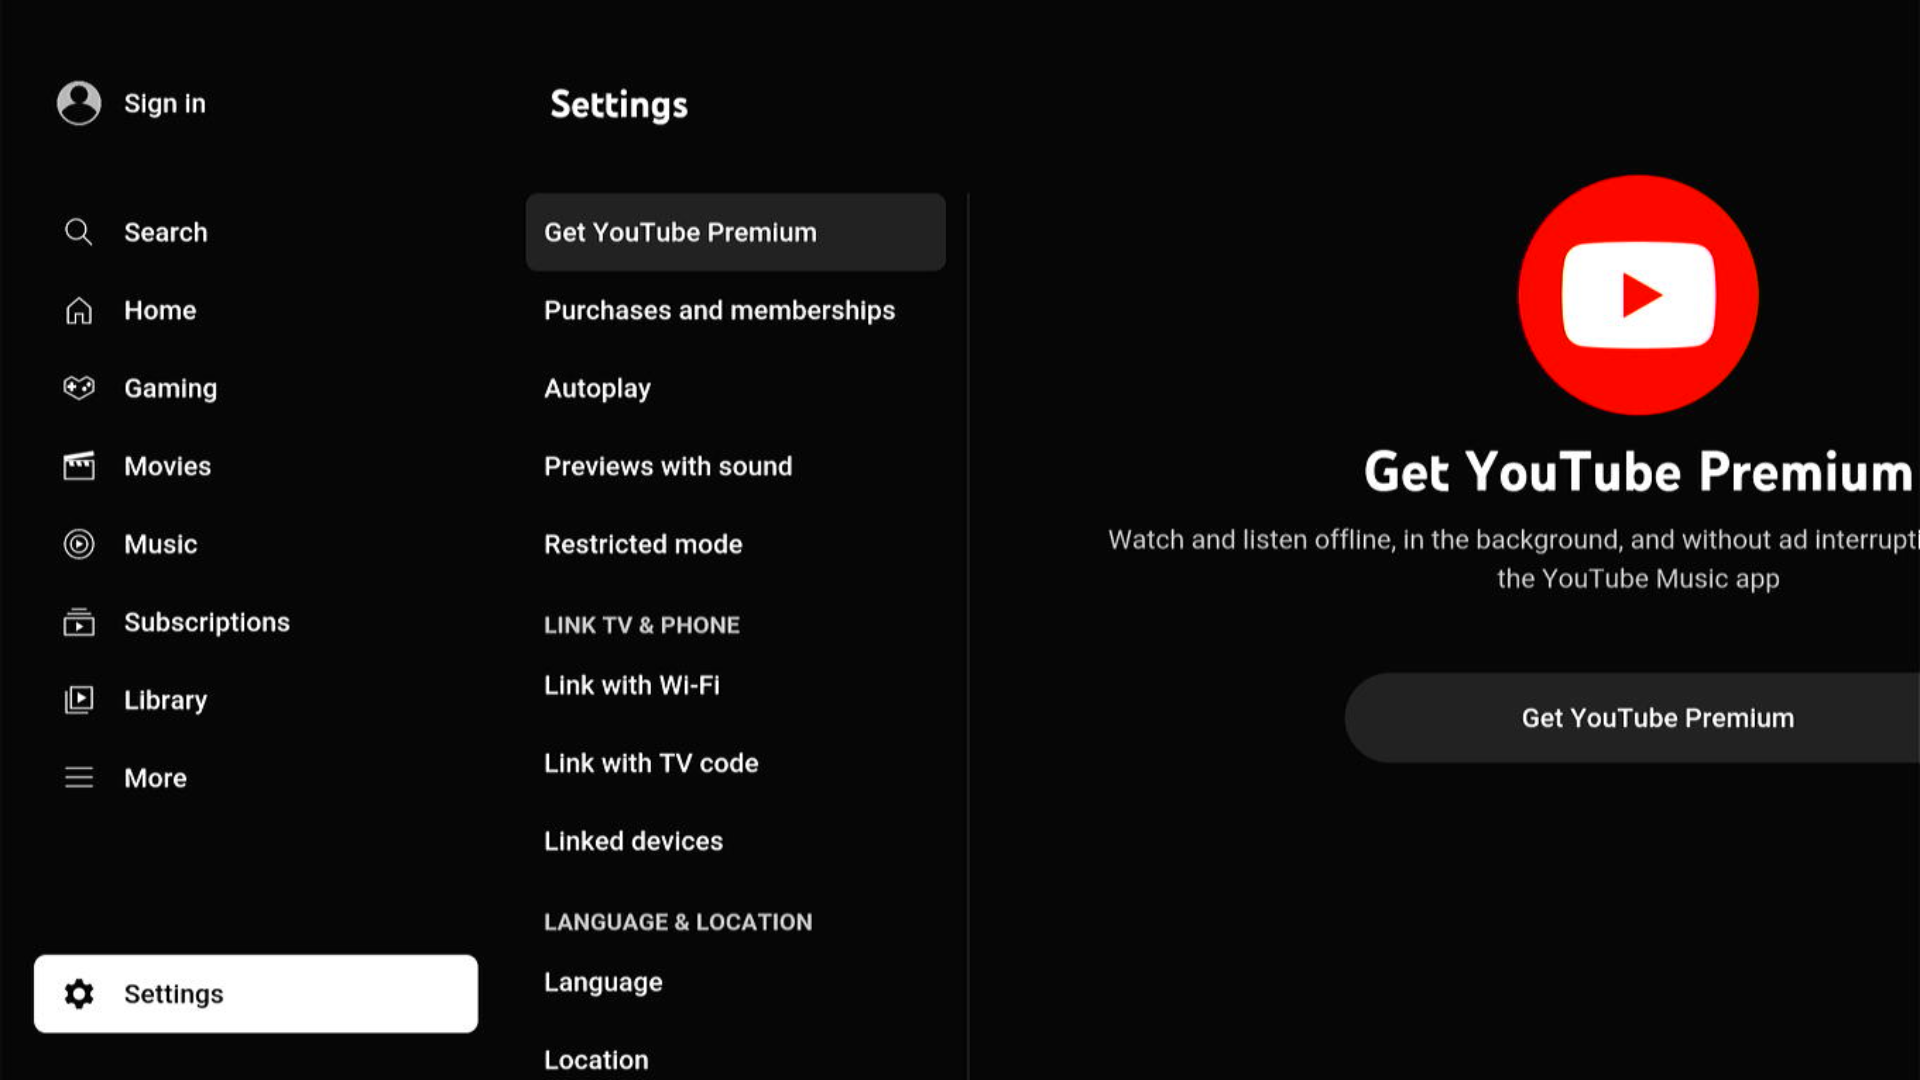 Sign in
Search
Home
Gaming
Movies
Music
Subscriptions
Library
More
Settings
Settings
Get YouTube Premium
Purchases and memberships
Autoplay
Previews with sound
Restricted mode
LINK TV & PHONE
Link with Wi-Fi
Link with TV code
Linked devices
LANGUAGE & LOCATION
Language
Location
Get YouTube Premium
Watch and listen offline, in the background, and without ad
the YouTube Music app
Get YouTube Premium